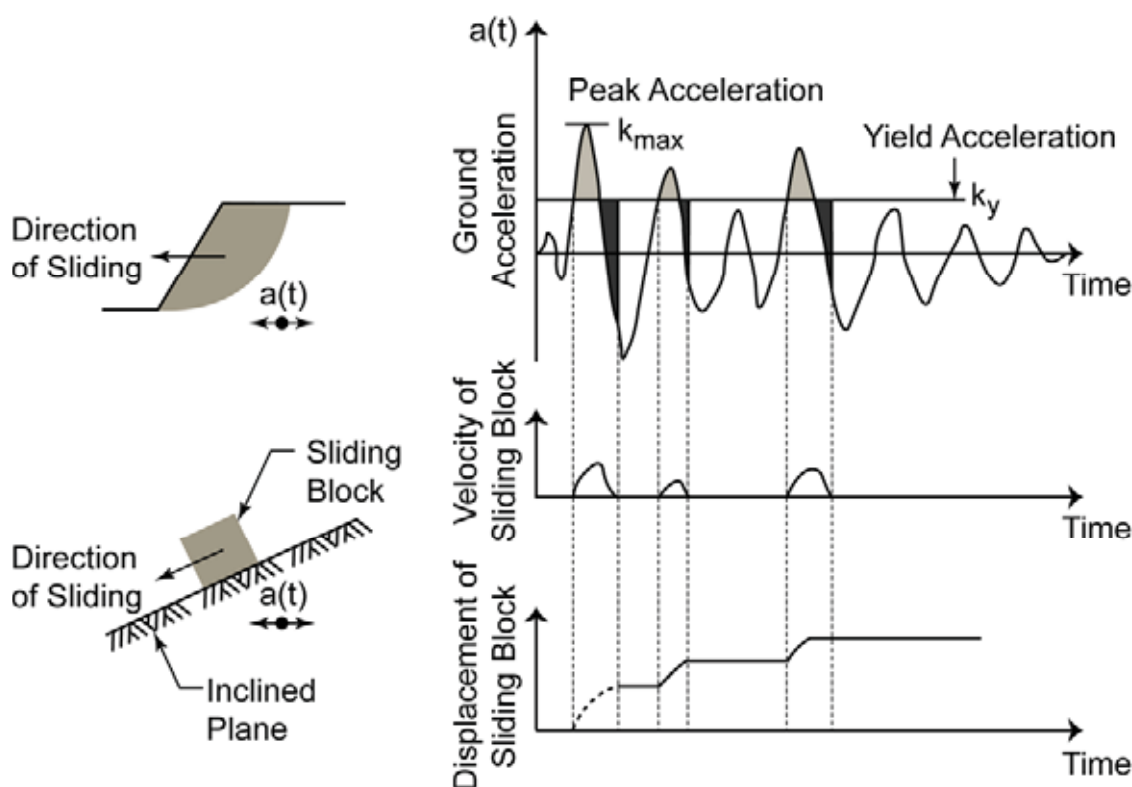 Direction
of Sliding
a(t)
Sliding
Block
Direction
of Sliding
a(t)
Inclined
Plane
a(t)
Peak Acceleration
kmax
Yield Acceleration
ky
Ground
Acceleration
Time
Velocity of
Sliding Block
Time
Displacement of
Sliding Block
Time